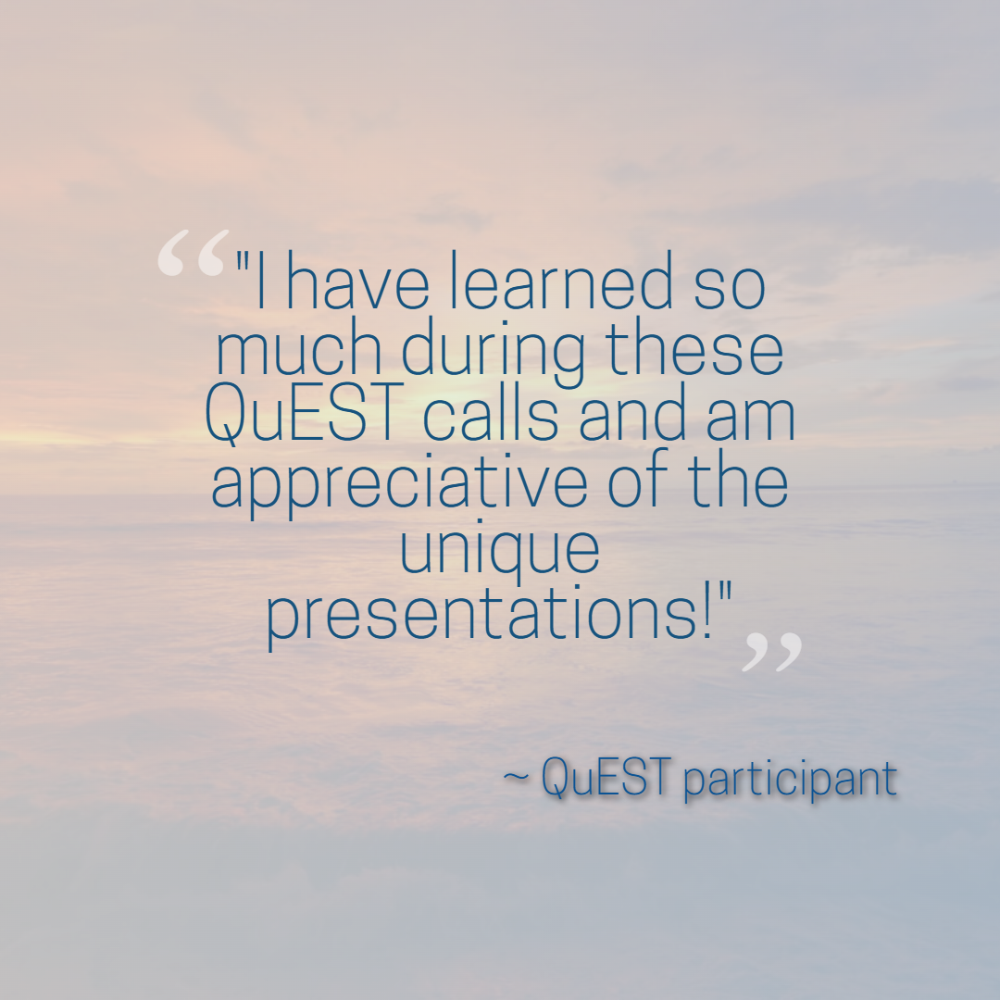 "I have learned so
much during these
QuEST calls and am
appreciative of the
unique
presentations!"
~ QuEST participant